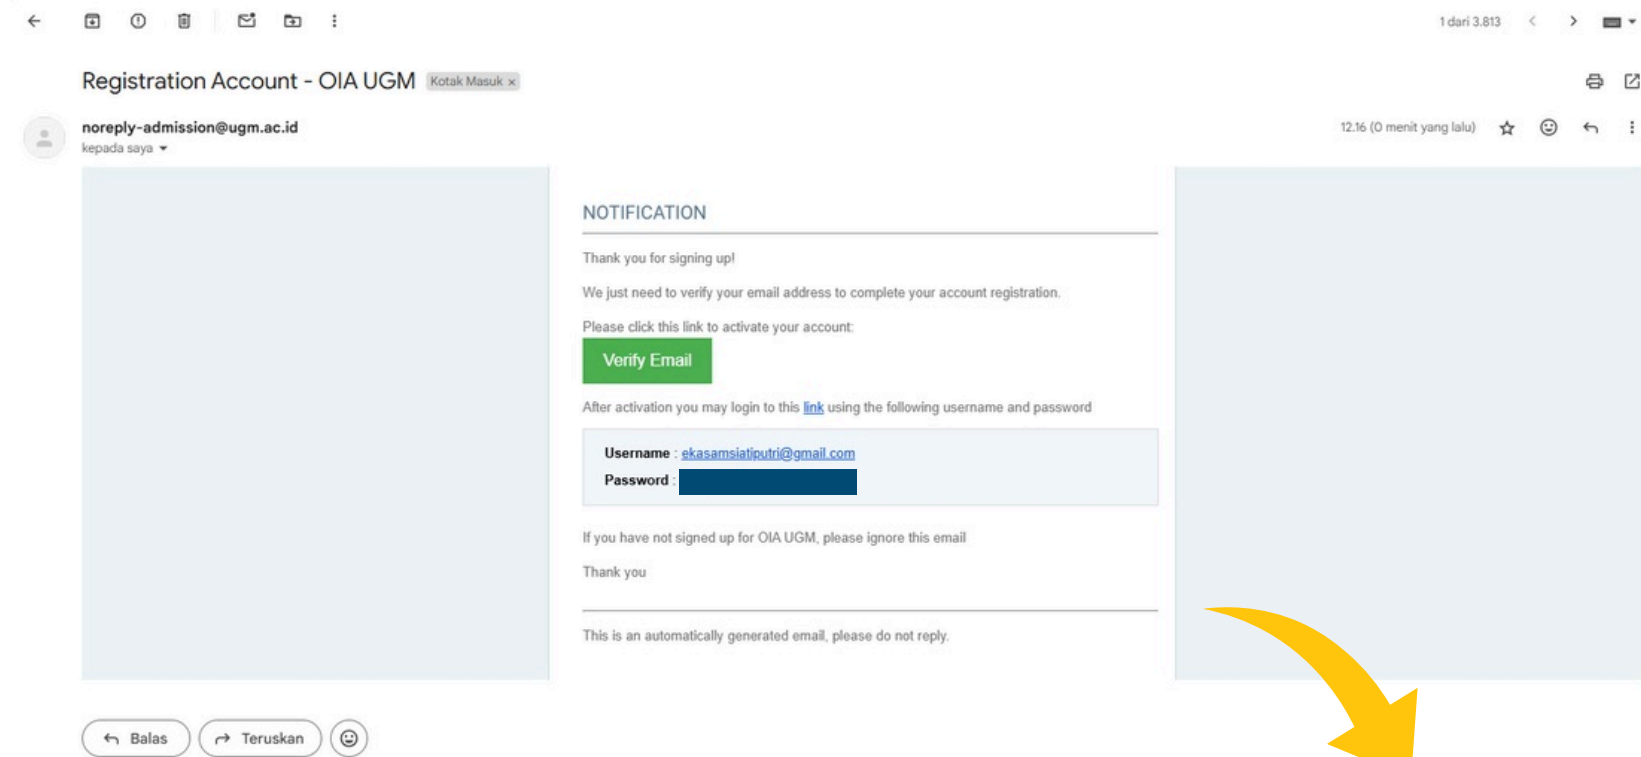 1 dari 3.813
Registration Account - OIA UGM Kotak Masuk ×
noreply-admission@ugm.ac.id
12.16 (0 menit yang lalu)
kepada saya
NOTIFICATION
Thank you for signing up!
We just need to verify your email address to complete your account registration.
Please click this link to activate your account:
Verify Email
After activation you may login to this link using the following username and password
Username : ekasamsiatiputri@gmail.com
Password :
If you have not signed up for OIA UGM, please ignore this email
Thank you
This is an automatically generated email, please do not reply.
Balas
Teruskan